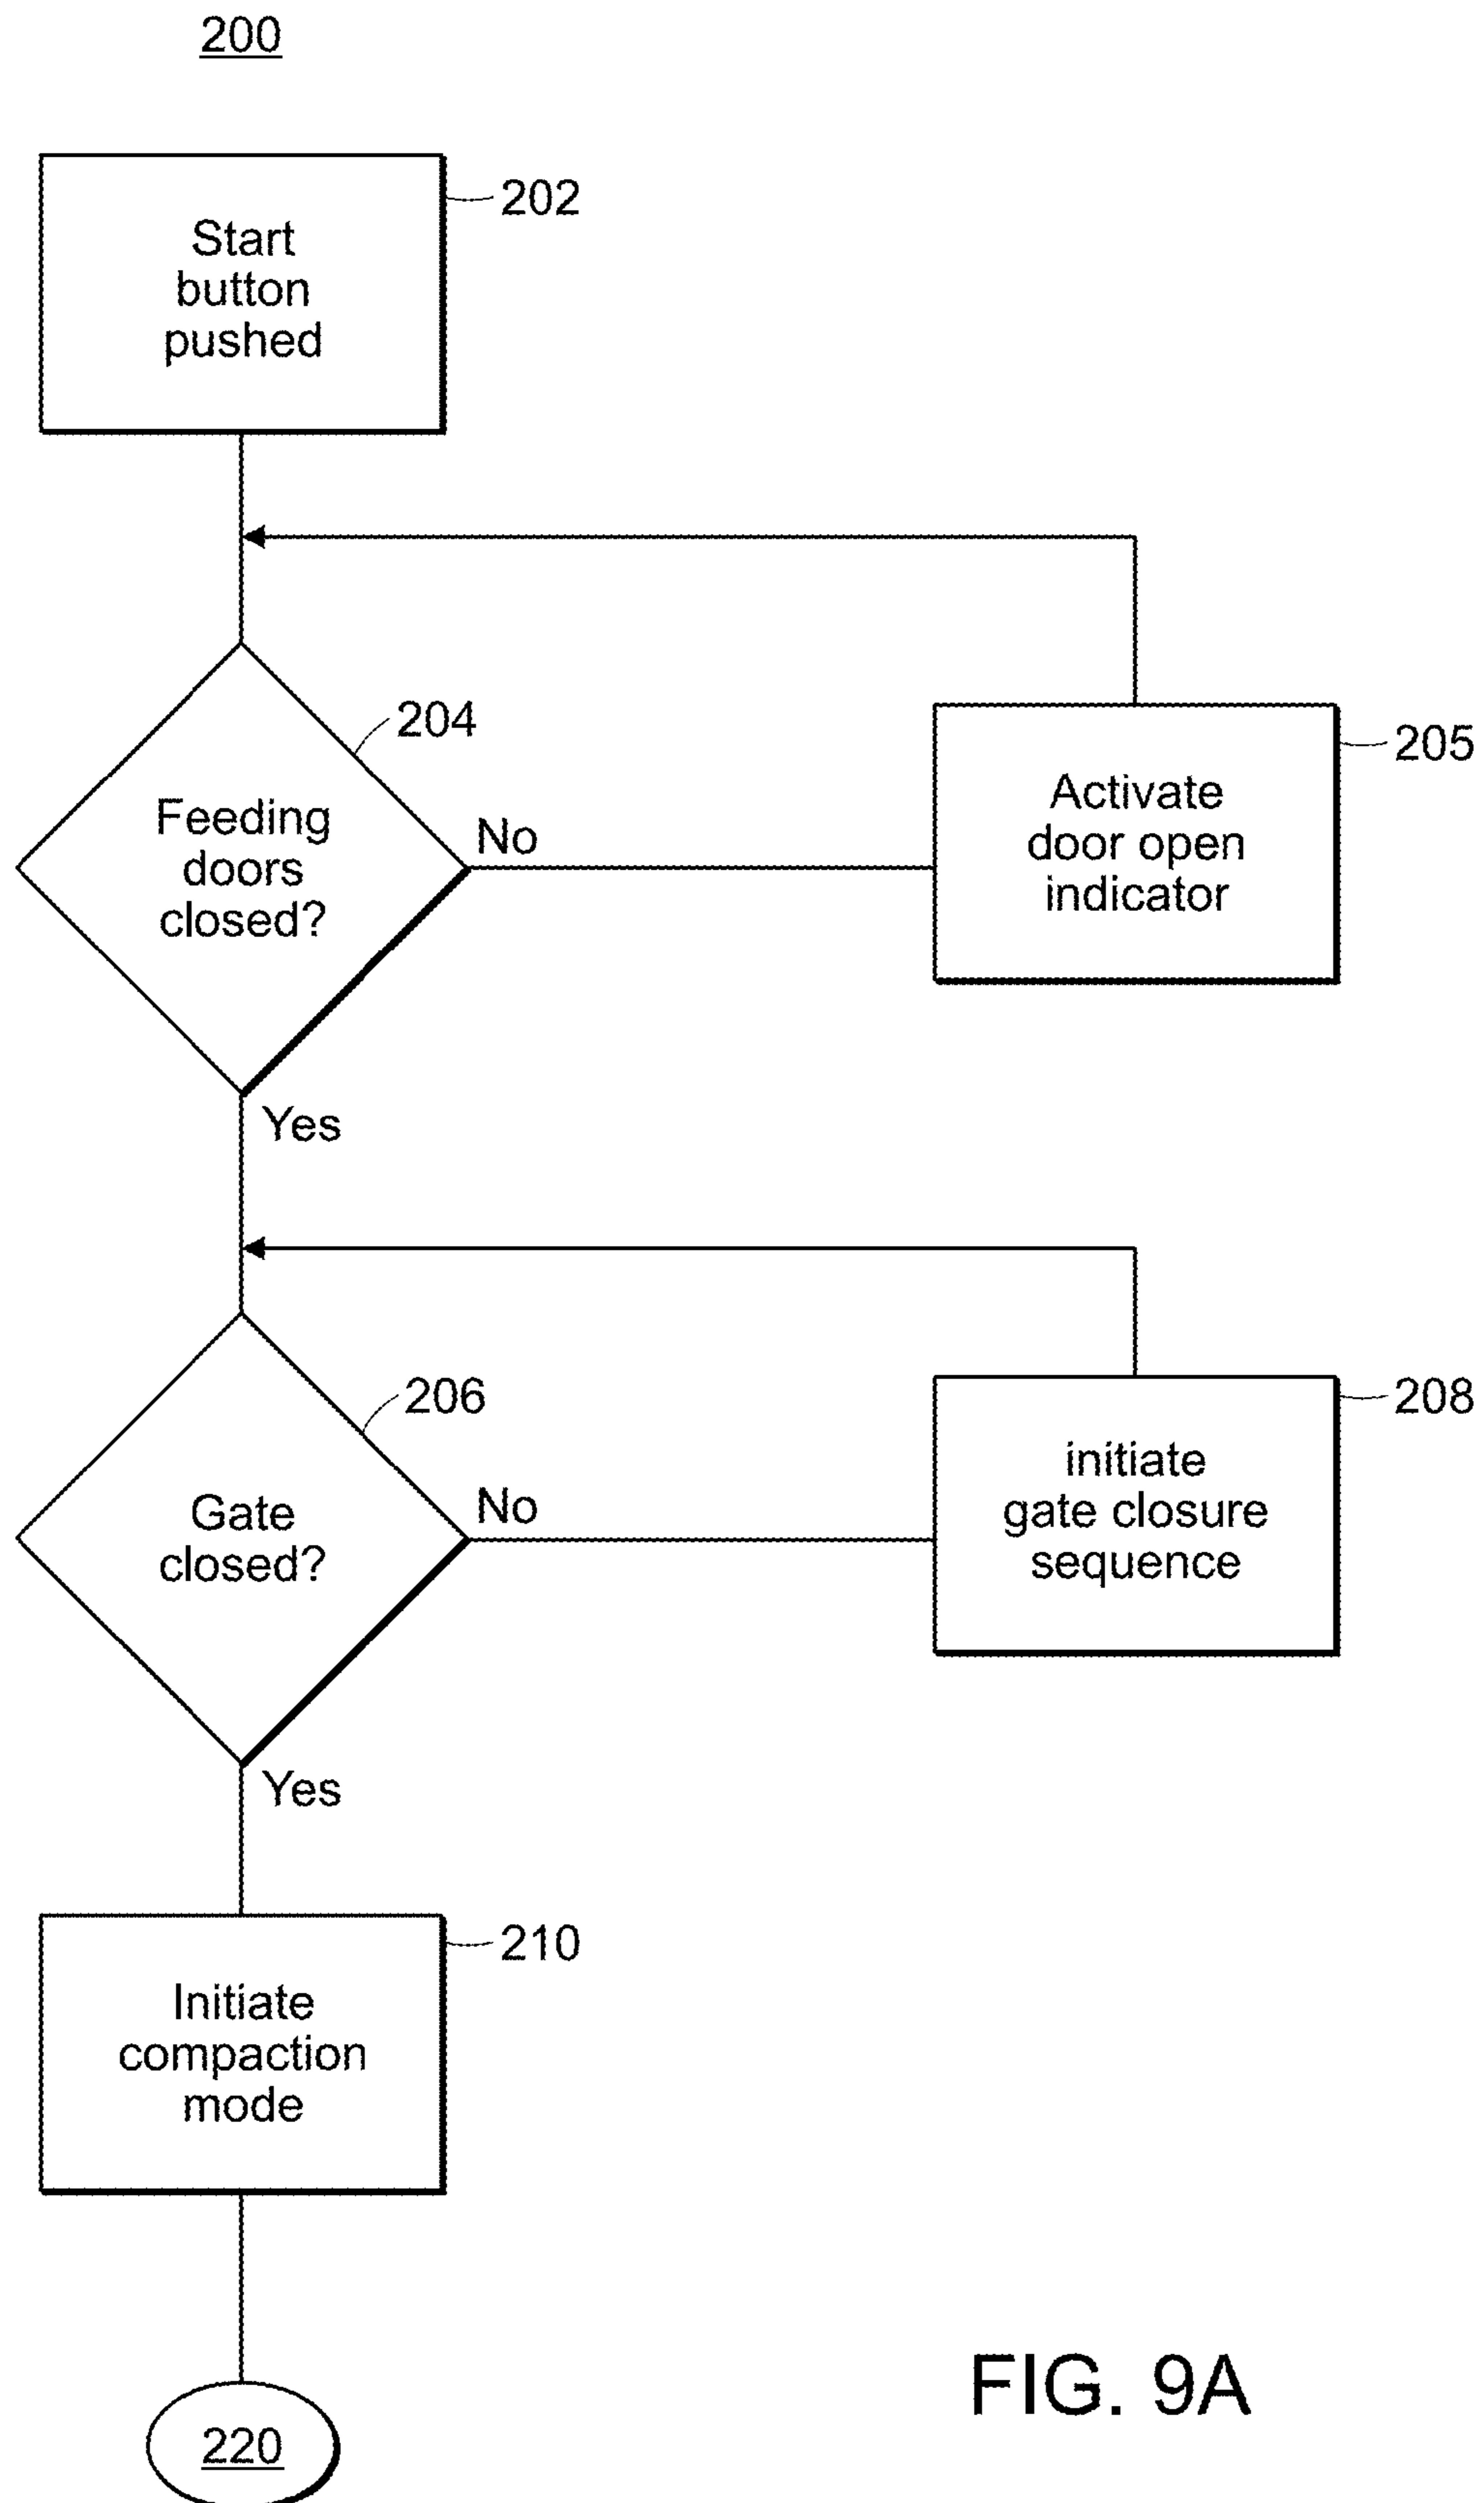 200
Start
button
pushed
202
Feeding
doors
closed?
204
No
Activate
door open
indicator
205
Yes
Gate
closed?
206
No
initiate
gate closure
sequence
208
Yes
Initiate
compaction
mode
210
220
FIG. 9A